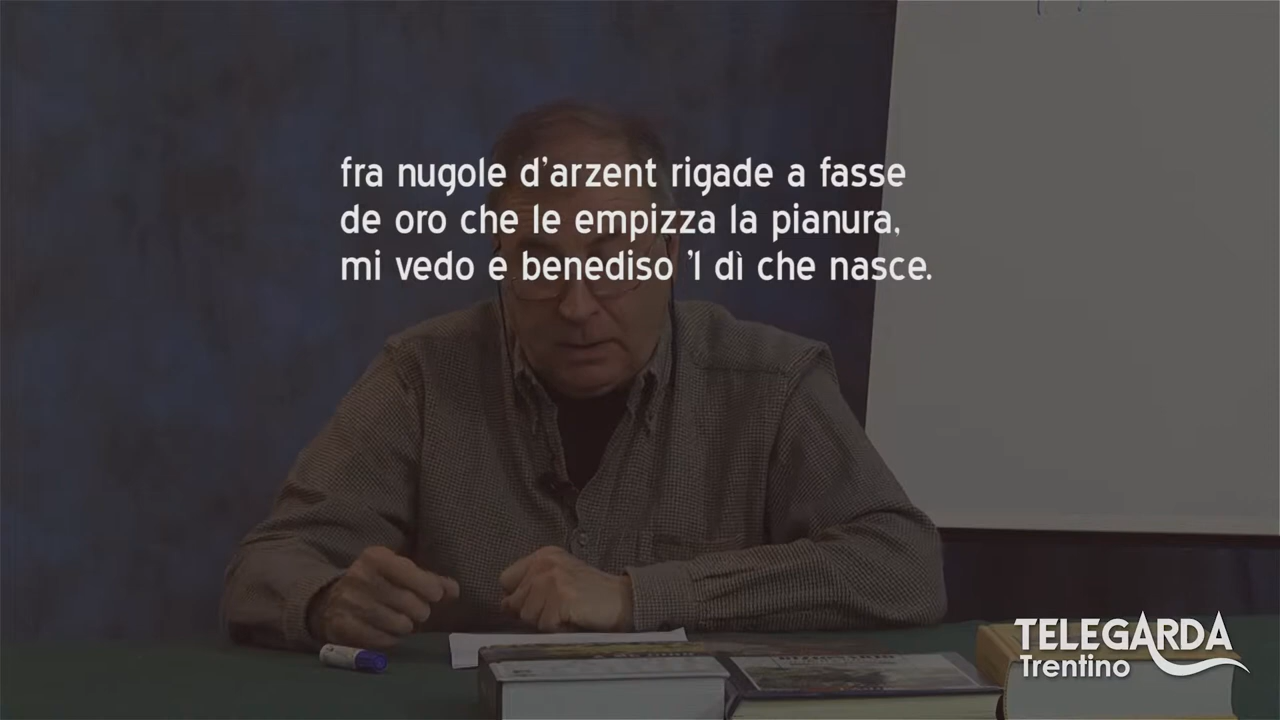 fra nugole d'arzent rigade a fasse
de oro che le empizza la pianura,
mi vedo e benediso 'l dì che nasce.
TELEGARDA
Trentino